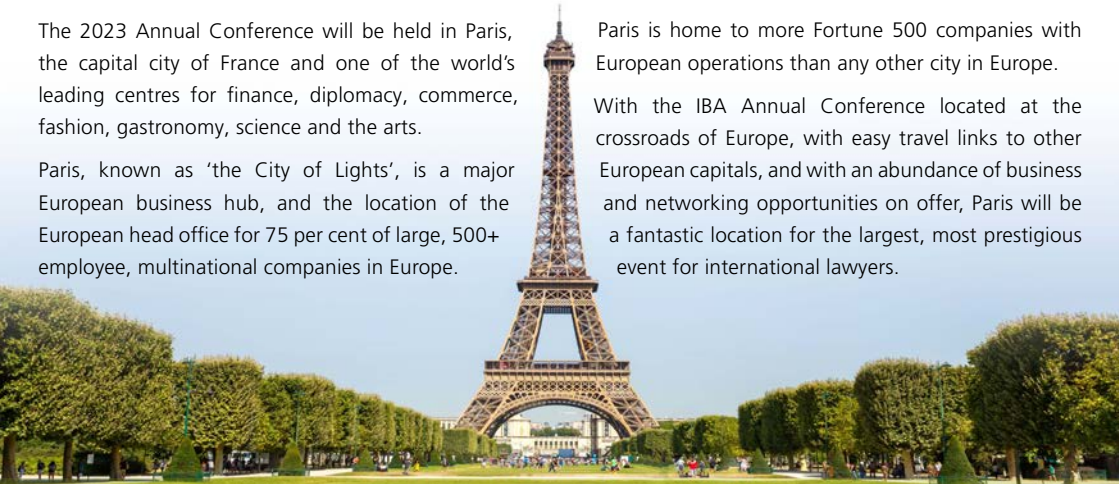 The 2023 Annual Conference will be held in Paris,
the capital city of France and one of the world’s
leading centres for finance, diplomacy, commerce,
fashion, gastronomy, science and the arts.
Paris, known as ‘the City of Lights’, is a major
European business hub, and the location of the
European head office for 75 per cent of large, 500+
employee, multinational companies in Europe.
Paris is home to more Fortune 500 companies with
European operations than any other city in Europe.
With the IBA Annual Conference located at the
crossroads of Europe, with easy travel links to other
European capitals, and with an abundance of business
and networking opportunities on offer, Paris will be
a fantastic location for the largest, most prestigious
event for international lawyers.